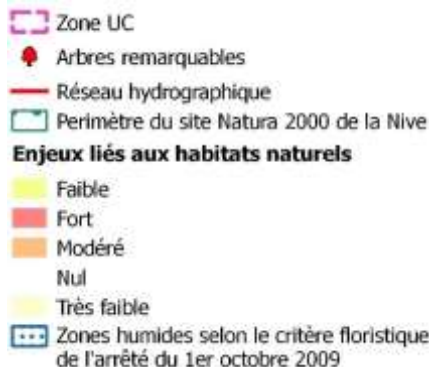 Zone UC
Arbres remarquables
Réseau hydrographique
Perimètre du site Natura 2000 de la Nive
Enjeux liés aux habitats naturels
Faible
Fort
Modéré
Nul
Très faible
Zones humides selon le critère floristique
de l'arrêté du 1er octobre 2009